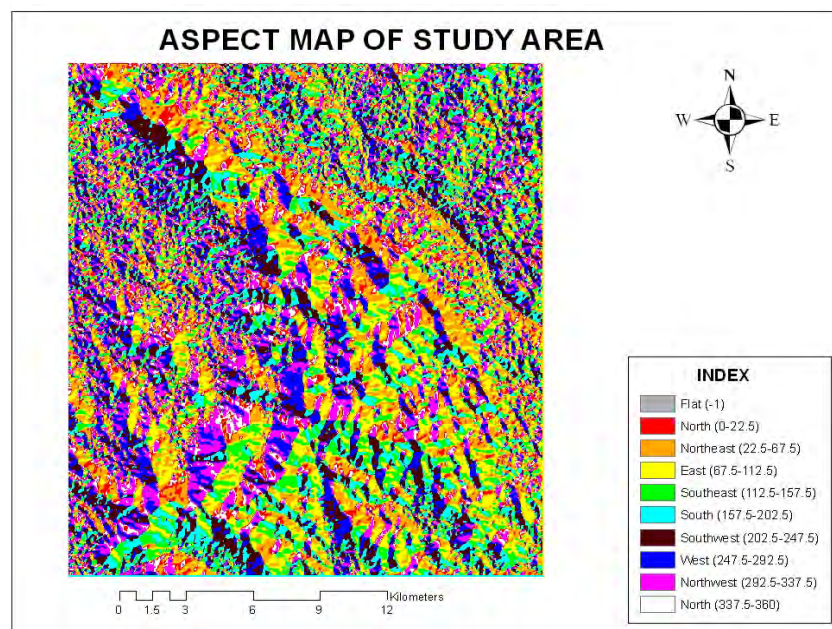 ASPECT MAP OF STUDY AREA
N
W E
S
INDEX
Flat (-1)
North (0-22.5)
Northeast (22.5-67.5)
East (67.5-112.5)
Southeast (112.5-157.5)
South (157.5-202.5)
Southwest (202.5-247.5)
West (247.5-292.5)
Northwest (292.5-337.5)
North (337.5-360)
Kilometers
0 1.5 3 6 9 12